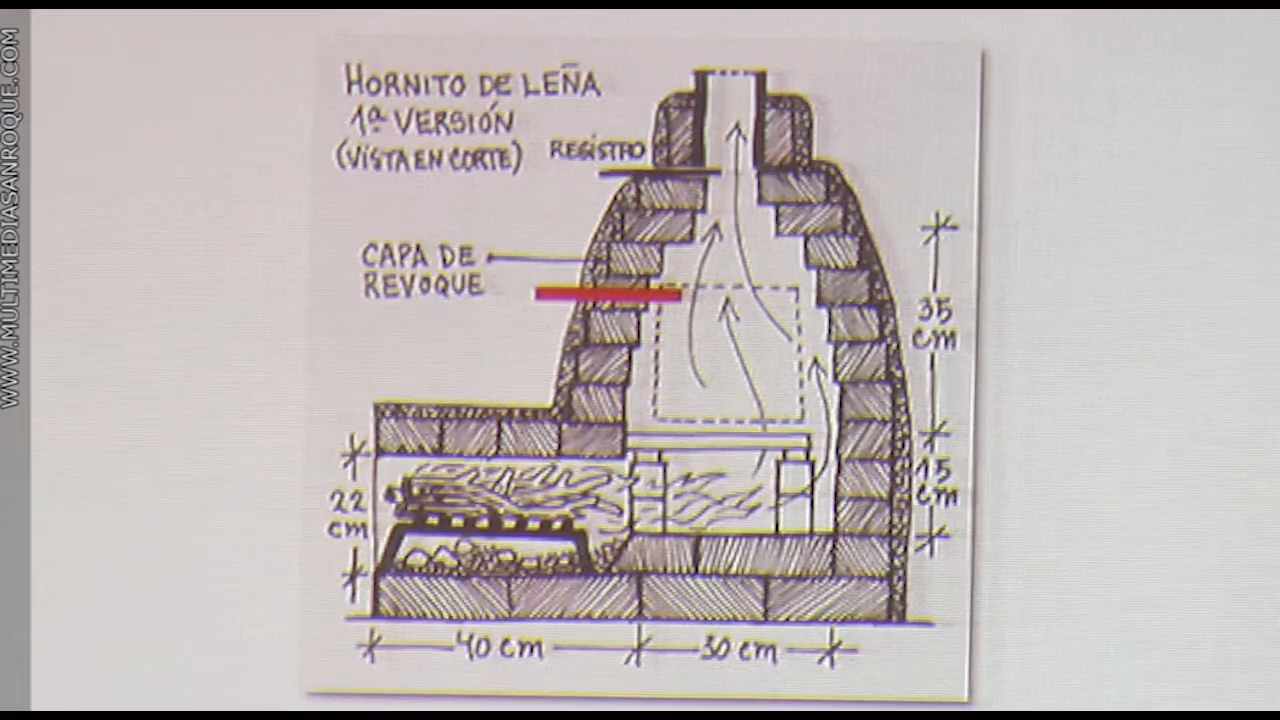 WWW.MULTIMEDIASANROQUE.COM
HORNITO DE LEÑA
1ª VERSIÓN
(VISTA EN CORTE)
REGISTRO
CAPA DE
REVOQUE
35
cm
15
cm
22
cm
40 cm
30 cm